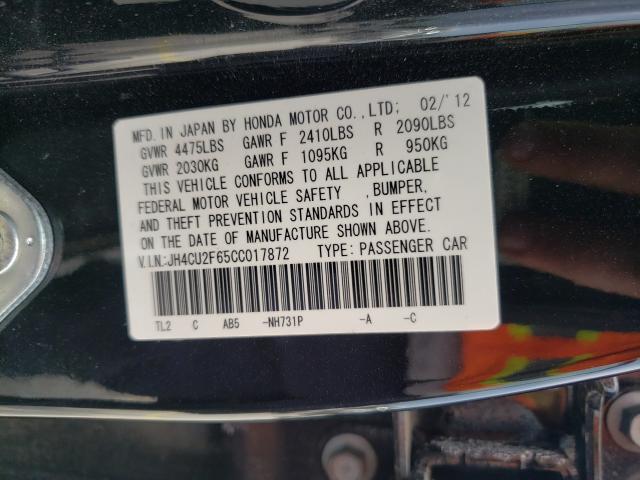 MFD. IN JAPAN BY HONDA MOTOR CO.,LTD; 02/'12
GVWR 4475LBS GAWR F 2410LBS R 2090LBS
GVWR 2030KG GAWR F 1095KG R 950KG
THIS VEHICLE CONFORMS TO ALL APPLICABLE
FEDERAL MOTOR VEHICLE SAFETY ,BUMPER,
AND THEFT PREVENTION STANDARDS IN EFFECT
ON THE DATE OF MANUFACTURE SHOWN ABOVE.
V.I.N.:JH4CU2F65CC017872 TYPE: PASSENGER CAR
TL2 C AB5 -NH731P -A -C